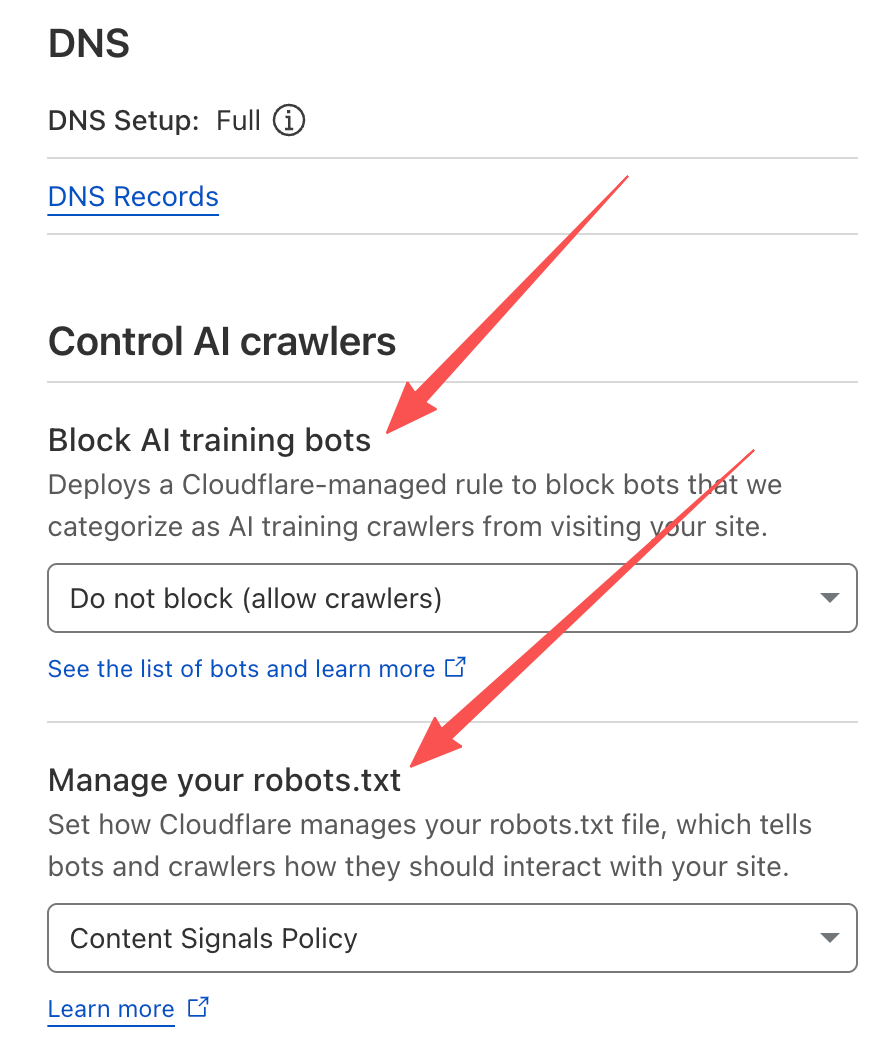 DNS
DNS Setup: Full
DNS Records
Control AI crawlers
Block AI training bots
Deploys a Cloudflare-managed rule to block bots that we
categorize as AI training crawlers from visiting your site.
Do not block (allow crawlers)
See the list of bots and learn more
Manage your robots.txt
Set how Cloudflare manages your robots.txt file, which tells
bots and crawlers how they should interact with your site.
Content Signals Policy
Learn more